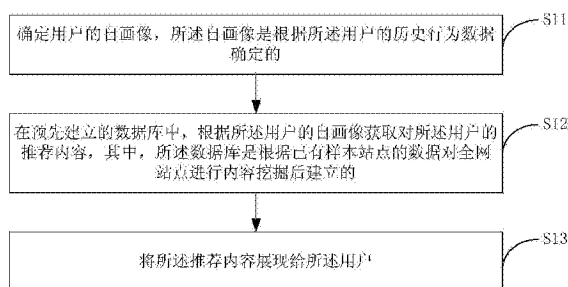 确定用户的自画像，所述自画像是根据所述用户的历史行为数据
确定的
S11
在预先建立的数据库中，根据所述用户的自画像获取对所述用户的
推荐内容，其中，所述数据库是根据已有样本站点的数据对全网
站点进行内容挖掘后建立的
S12
将所述推荐内容展现给所述用户
S13